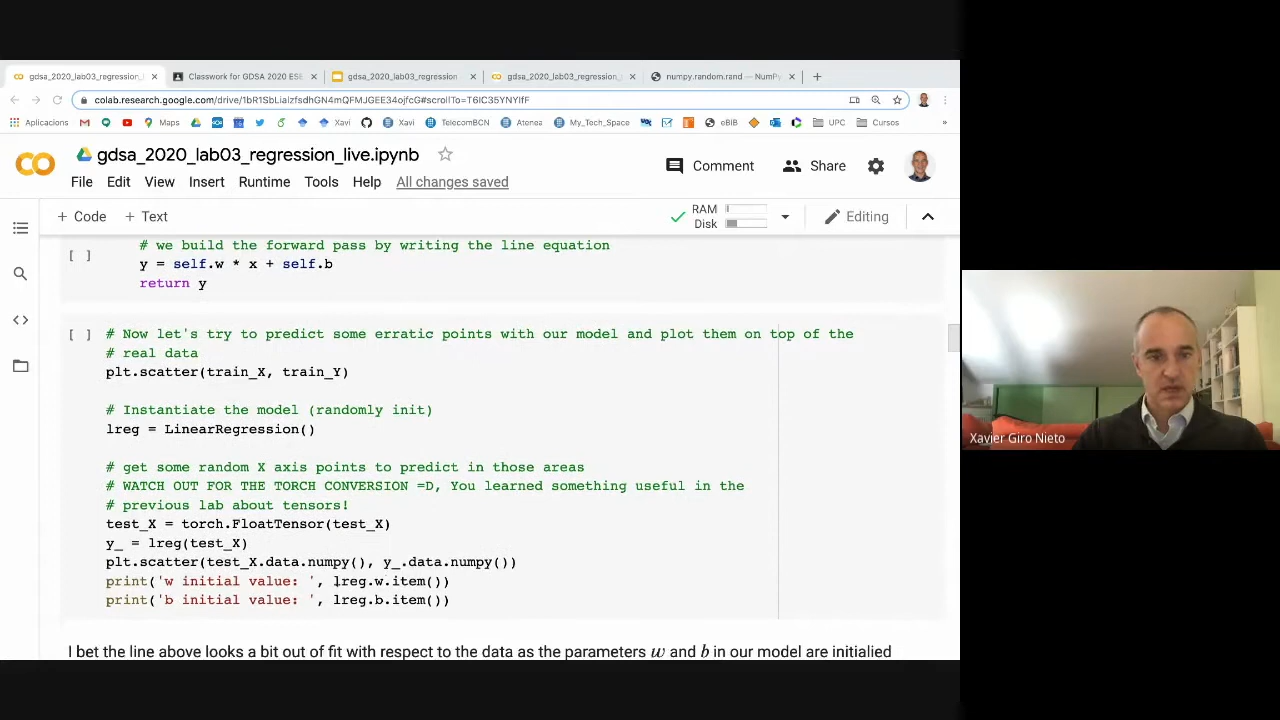 gdsa_2020_lab03_regression_
Classwork for GDSA 2020 ESE
gdsa_2020_lab03_regression
gdsa_2020_lab03_regression_
numpy.random.rand — NumPy
colab.research.google.com/drive/1bR1SbLialzfsdhGN4mQFMJGEE34ojfcG#scrollTo=T6IC35YNYIfF
Aplicacions
Maps
Xavi
Xavi
TelecomBCN
Atenea
My_Tech_Space
eBIB
UPC
Cursos
»
gdsa_2020_lab03_regression_live.ipynb
Comment
Share
File Edit View Insert Runtime Tools Help All changes saved
+ Code + Text
RAM
Disk
Editing
# we build the forward pass by writing the line equation
[ ]
y = self.w * x + self.b
return y
[ ]
# Now let's try to predict some erratic points with our model and plot them on top of the
# real data
plt.scatter(train_X, train_Y)
# Instantiate the model (randomly init)
lreg = LinearRegression()
# get some random X axis points to predict in those areas
# WATCH OUT FOR THE TORCH CONVERSION =D, You learned something useful in the
# previous lab about tensors!
test_X = torch.FloatTensor(test_X)
y_ = lreg(test_X)
plt.scatter(test_X.data.numpy(), y_.data.numpy())
print('w initial value: ', lreg.w.item())
print('b initial value: ', lreg.b.item())
I bet the line above looks a bit out of fit with respect to the data as the parameters w and b in our model are initialied
Xavier Giro Nieto